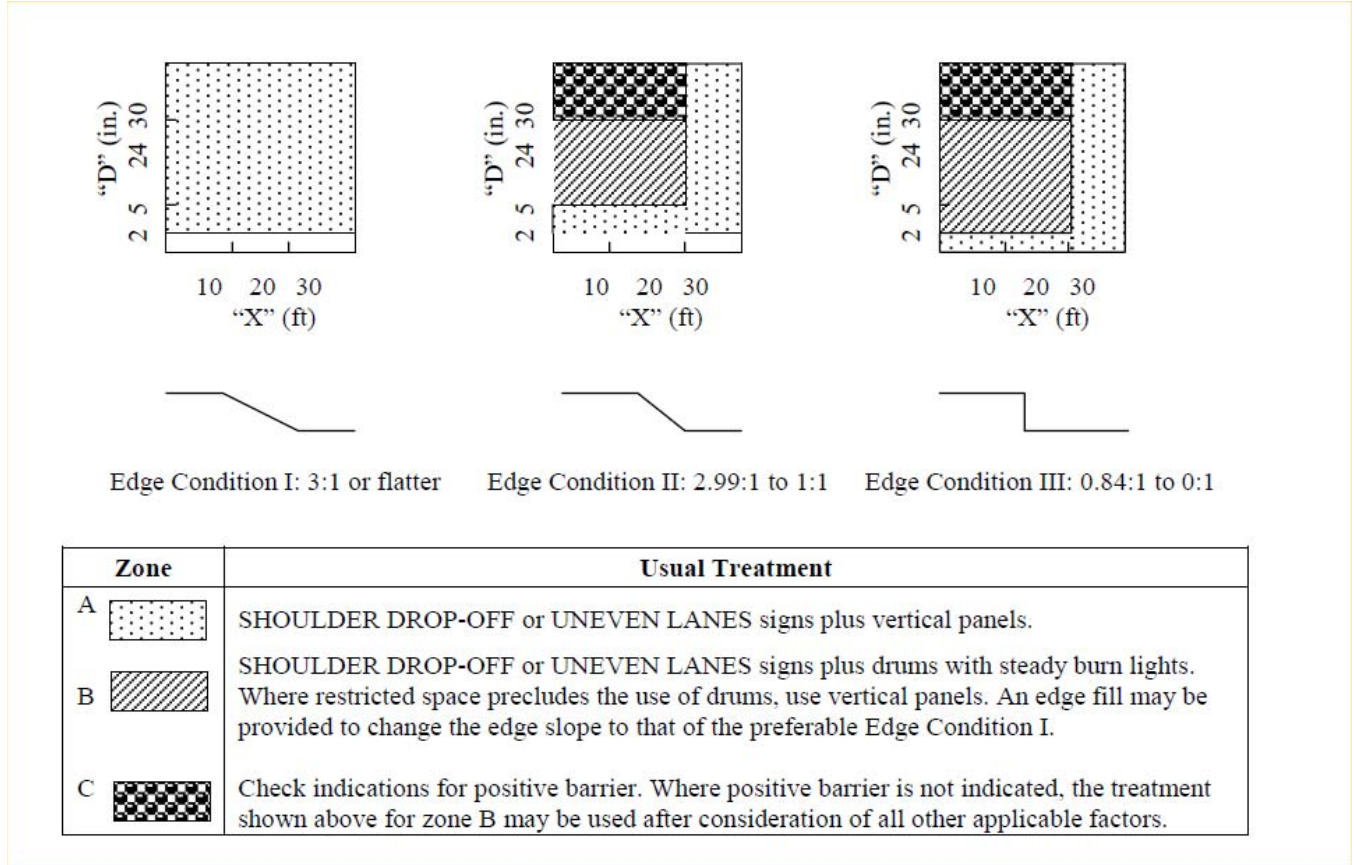 "D" (in.)
30
24
5
2
10 20 30
"X" (ft)
"D" (in.)
30
24
5
2
10 20 30
"X" (ft)
"D" (in.)
30
24
5
2
10 20 30
"X" (ft)
Edge Condition I: 3:1 or flatter
Edge Condition II: 2.99:1 to 1:1
Edge Condition III: 0.84:1 to 0:1
Zone
Usual Treatment
A
SHOULDER DROP-OFF or UNEVEN LANES signs plus vertical panels.
B
SHOULDER DROP-OFF or UNEVEN LANES signs plus drums with steady burn lights.
Where restricted space precludes the use of drums, use vertical panels. An edge fill may be
provided to change the edge slope to that of the preferable Edge Condition I.
C
Check indications for positive barrier. Where positive barrier is not indicated, the treatment
shown above for zone B may be used after consideration of all other applicable factors.